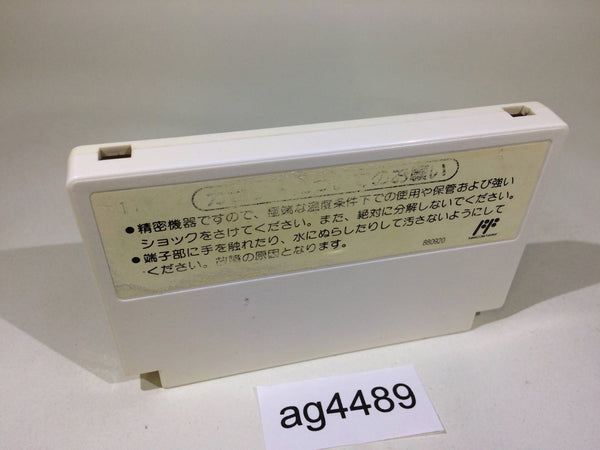 のお願い
●精密機器ですので、極端な温度条件下での使用や保管および強い
ショックをさけてください。また、絶対に分解しないでください。
●端子部に手を触れたり、水にぬらしたりして汚さないようにして
ください。故障の原因となります。
880920
ag4489